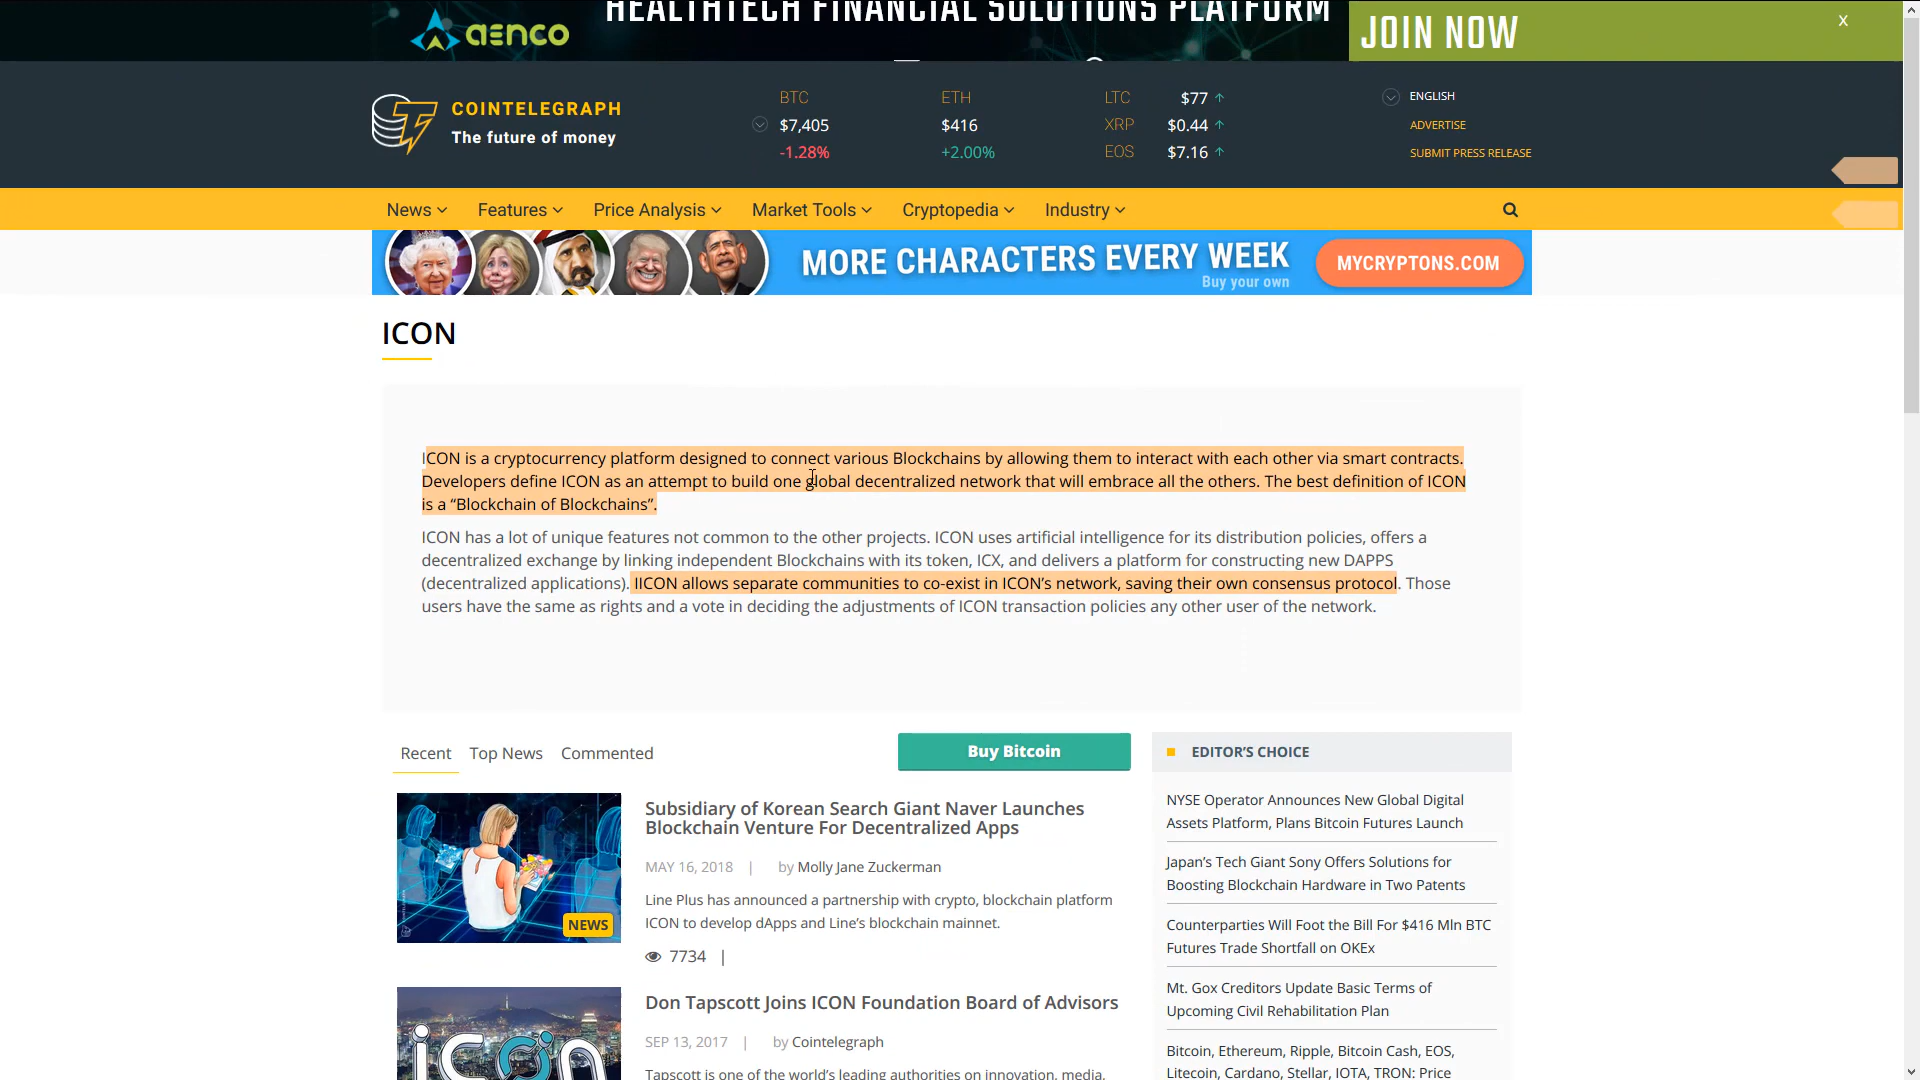 HEALTHTECH FINANCIAL SOLUTIONS PLATFORM
aenco
JOIN NOW
X
COINTELEGRAPH
The future of money
BTC
$7,405
-1.28%
ETH
$416
+2.00%
LTC $77
XRP $0.44
EOS $7.16
ENGLISH
ADVERTISE
SUBMIT PRESS RELEASE
News Features Price Analysis Market Tools Cryptopedia Industry
MORE CHARACTERS EVERY WEEK
Buy your own
MYCRYPTONS.COM
ICON
ICON is a cryptocurrency platform designed to connect various Blockchains by allowing them to interact with each other via smart contracts.
Developers define ICON as an attempt to build one global decentralized network that will embrace all the others. The best definition of ICON
is a “Blockchain of Blockchains”.
ICON has a lot of unique features not common to the other projects. ICON uses artificial intelligence for its distribution policies, offers a
decentralized exchange by linking independent Blockchains with its token, ICX, and delivers a platform for constructing new DAPPS
(decentralized applications). IICON allows separate communities to co-exist in ICON’s network, saving their own consensus protocol. Those
users have the same as rights and a vote in deciding the adjustments of ICON transaction policies any other user of the network.
Recent Top News Commented
Buy Bitcoin
Subsidiary of Korean Search Giant Naver Launches
Blockchain Venture For Decentralized Apps
MAY 16, 2018 | by Molly Jane Zuckerman
Line Plus has announced a partnership with crypto, blockchain platform
ICON to develop dApps and Line’s blockchain mainnet.
7734 |
NEWS
Don Tapscott Joins ICON Foundation Board of Advisors
SEP 13, 2017 | by Cointelegraph
Tapscott is one of the world’s leading authorities on innovation, media,
icon
EDITOR’S CHOICE
NYSE Operator Announces New Global Digital
Assets Platform, Plans Bitcoin Futures Launch
Japan’s Tech Giant Sony Offers Solutions for
Boosting Blockchain Hardware in Two Patents
Counterparties Will Foot the Bill For $416 Mln BTC
Futures Trade Shortfall on OKEx
Mt. Gox Creditors Update Basic Terms of
Upcoming Civil Rehabilitation Plan
Bitcoin, Ethereum, Ripple, Bitcoin Cash, EOS,
Litecoin, Cardano, Stellar, IOTA, TRON: Price